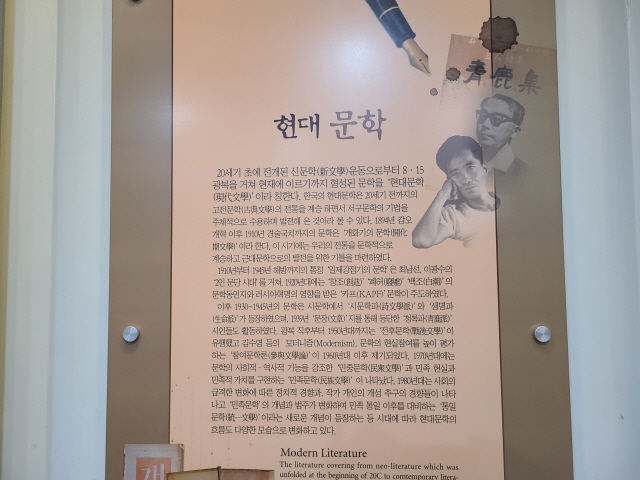 靑鹿集
현대 문학
20세기 초에 전개된 신문학(新文學)운동으로부터 8·15
광복을 거쳐 현재에 이르기까지 형성된 문학을 '현대문학
(現代文學)' 이라 칭한다. 한국의 현대문학은 20세기 전까지의
고전문학(古典文學)의 전통을 계승하면서 서구문학의 기법을
주체적으로 수용하며 발전해 온 것이라 볼 수 있다. 1894년 갑오
개혁 이후 1910년 경술국치까지의 문학은 '개화기의 문학(開化
期文學)' 이라 한다. 이 시기에는 우리의 전통을 문학적으로
계승하고 근대문학으로의 발전을 위한 기틀을 마련하였다.
1910년부터 1945년 해방까지의 통칭 '일제강점기의 문학' 은 최남선, 이광수의
'2인 문단 시대' 를 거쳐, 1920년대에는 '창조(創造)' '폐허(廢墟)' '백조(白潮)' 의
문학동인지와 러시아혁명의 영향을 받은 '카프(KAPF)' 문학이 주도하였다.
이후 1930~1945년의 문학은 시문학에서 '시문학파(詩文學派)' 와 '생명파
(生命派)' 가 등장하였으며, 1939년 '문장(文章)' 지를 통해 등단한 '청록파(靑鹿派)'
시인들도 활동하였다. 광복 직후부터 1950년대까지는 '전후문학(戰後文學)' 이
유행했고 김수영 등의 모더니즘(Modernism), 문학의 현실참여를 높이 평가
하는 '참여문학론(參與文學論)' 이 1960년대 이후 제기되었다. 1970년대에는
문학의 사회적·역사적 기능을 강조한 '민중문학(民衆文學)' 과 민족 현실과
민족적 가치를 구현하는 '민족문학(民族文學)' 이 나타났다. 1980년대는 사회의
급격한 변화에 따른 정치적 경향과, 작가 개인의 개성 추구의 경향들이 나타
나고 '민족문학' 의 개념과 범주가 변화하여 민족 통일 이후를 대비하는 '통일
문학(統一文學)' 이라는 새로운 개념이 등장하는 등 시대에 따라 현대문학의
흐름도 다양한 모습으로 변화하고 있다.
Modern Literature
The literature covering from neo-literature which was
unfolded at the beginning of 20C to comtemporary litera-